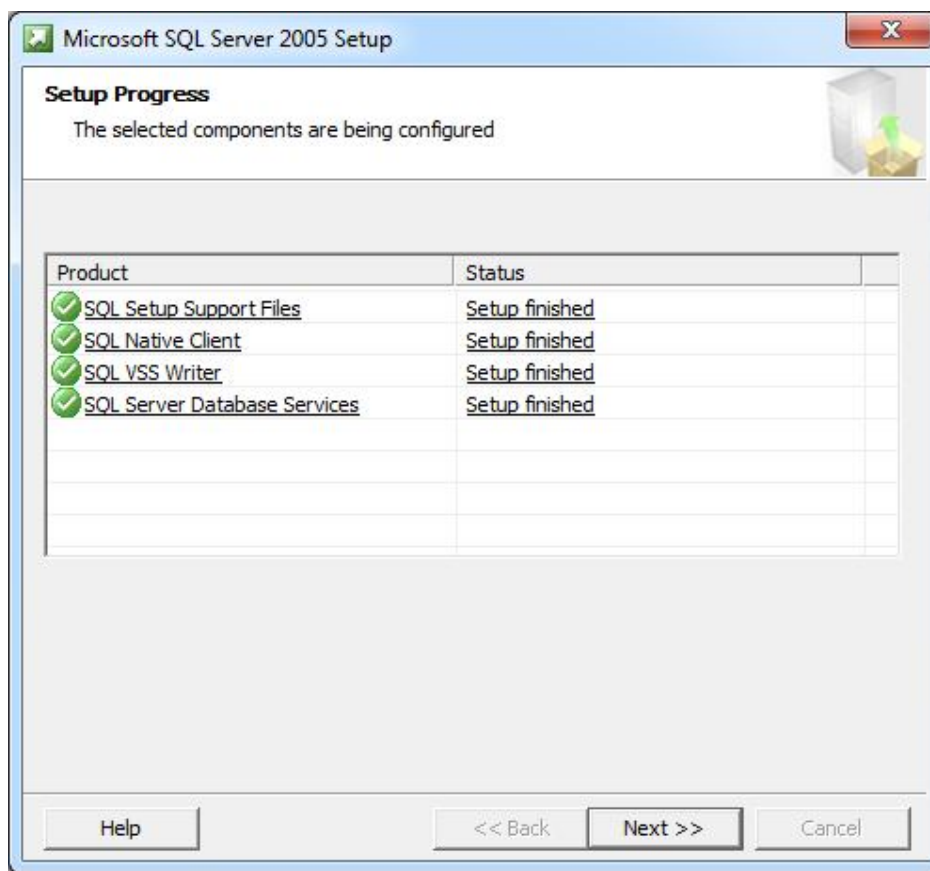 Microsoft SQL Server 2005 Setup
Setup Progress
The selected components are being configured
Product Status
SQL Setup Support Files Setup finished
SQL Native Client Setup finished
SQL VSS Writer Setup finished
SQL Server Database Services Setup finished
Help << Back Next >> Cancel